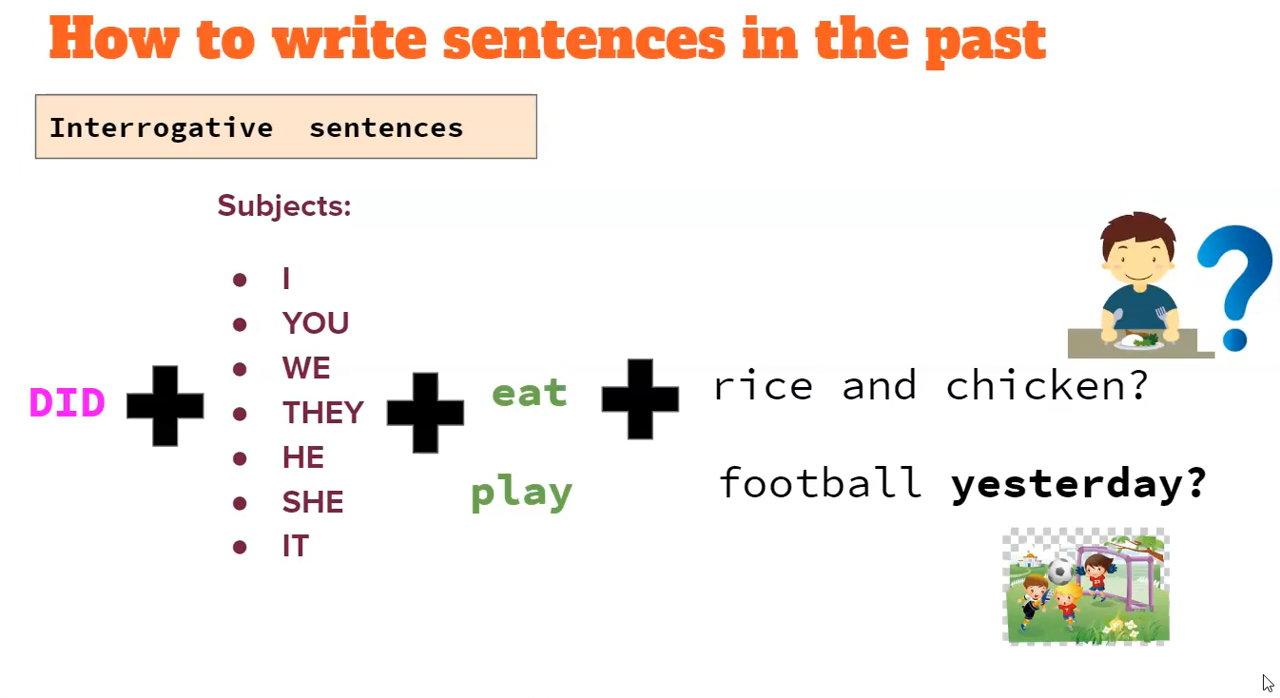 How to write sentences in the past
Interrogative sentences
Subjects:
● I
● YOU
● WE
● THEY
● HE
● SHE
● IT
DID
eat
play
rice and chicken?
football yesterday?